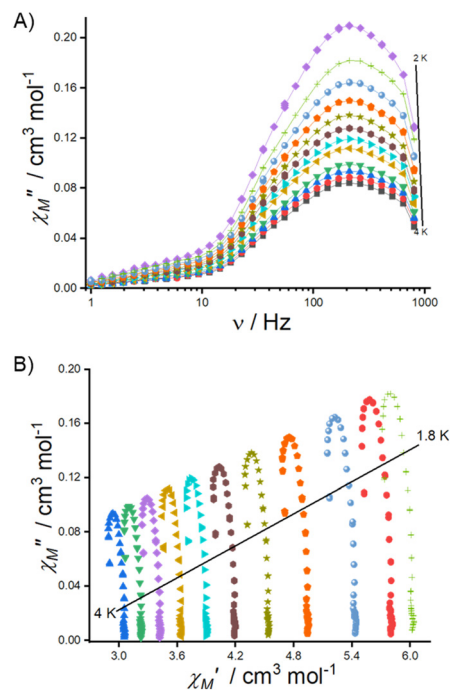 A)
0.20
0.16
0.12
0.08
0.04
0.00
χM'' / cm³ mol⁻¹
2 K
4 K
1 10 100 1000
ν / Hz
B)
0.20
0.16
0.12
0.08
0.04
0.00
χM'' / cm³ mol⁻¹
1.8 K
4 K
3.0 3.6 4.2 4.8 5.4 6.0
χM' / cm³ mol⁻¹